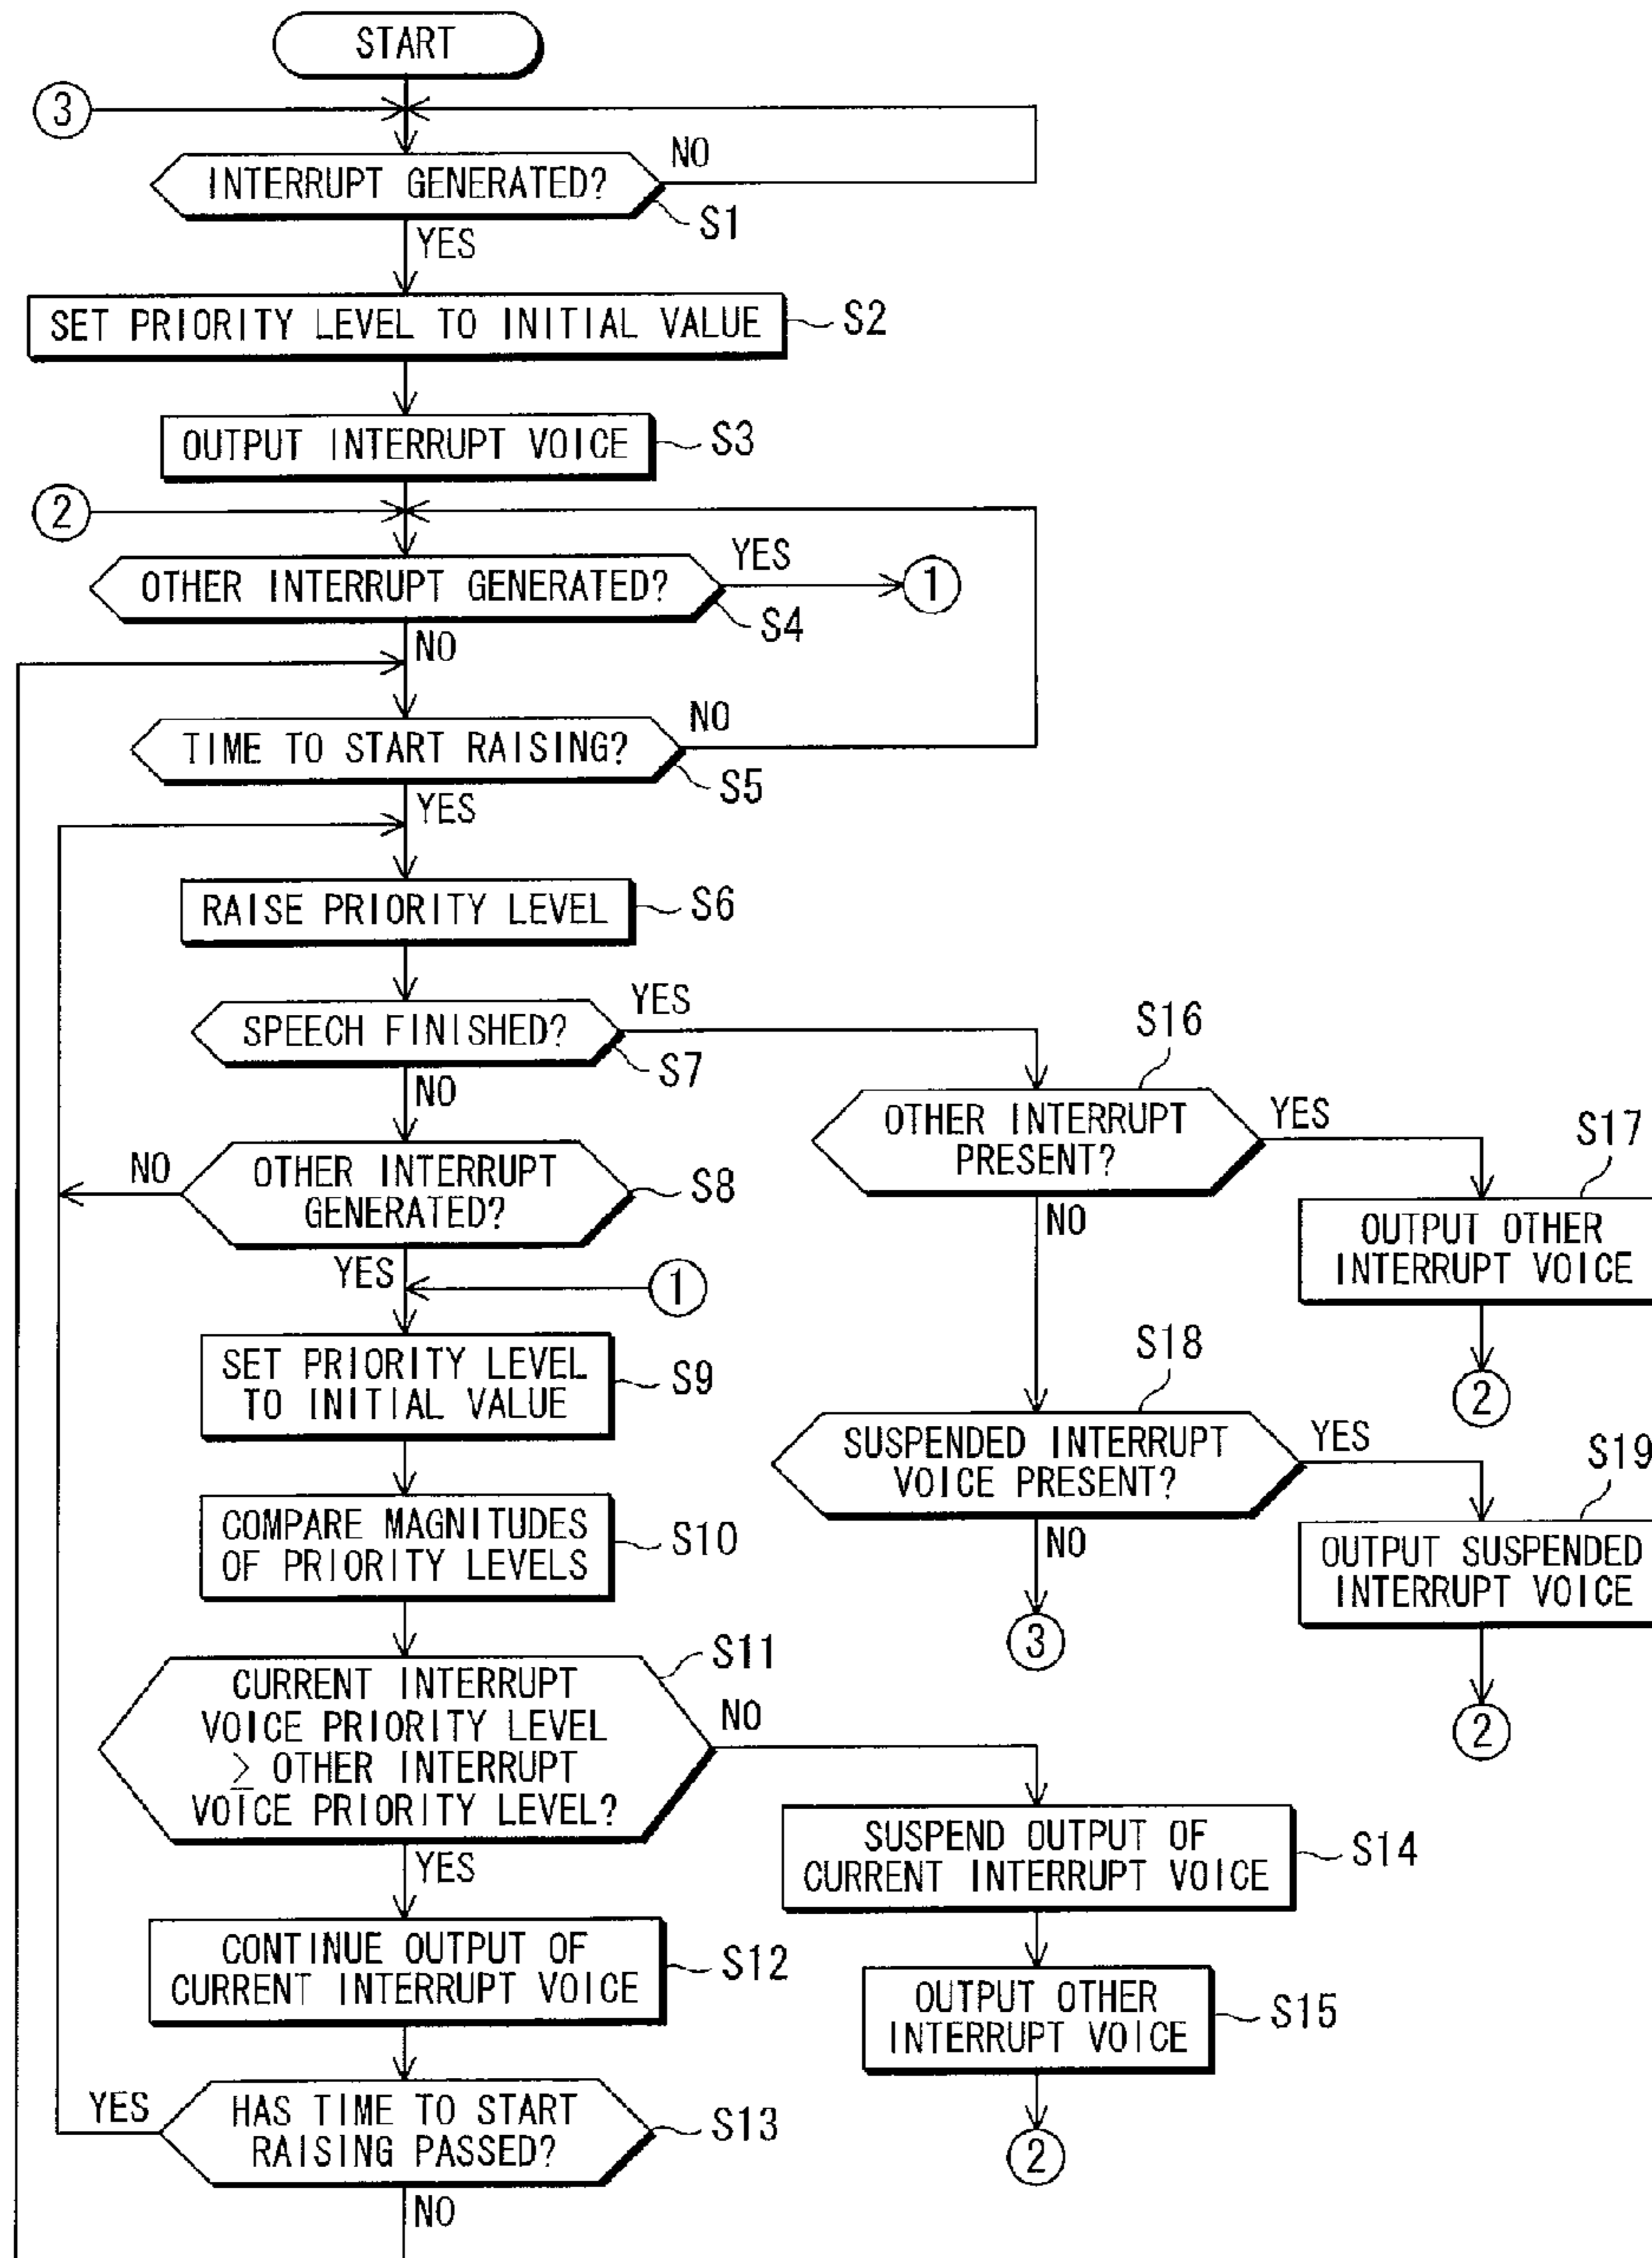 START
3
INTERRUPT GENERATED?
NO
S1
YES
SET PRIORITY LEVEL TO INITIAL VALUE
S2
OUTPUT INTERRUPT VOICE
S3
2
OTHER INTERRUPT GENERATED?
YES
1
S4
NO
TIME TO START RAISING?
NO
S5
YES
RAISE PRIORITY LEVEL
S6
SPEECH FINISHED?
YES
S7
NO
OTHER INTERRUPT
GENERATED?
NO
S8
YES
1
SET PRIORITY LEVEL
TO INITIAL VALUE
S9
COMPARE MAGNITUDES
OF PRIORITY LEVELS
S10
CURRENT INTERRUPT
VOICE PRIORITY LEVEL
≥ OTHER INTERRUPT
VOICE PRIORITY LEVEL?
S11
NO
YES
CONTINUE OUTPUT OF
CURRENT INTERRUPT VOICE
S12
HAS TIME TO START
RAISING PASSED?
YES
S13
NO
S16
OTHER INTERRUPT
PRESENT?
YES
NO
S17
OUTPUT OTHER
INTERRUPT VOICE
2
S18
SUSPENDED INTERRUPT
VOICE PRESENT?
YES
NO
3
S19
OUTPUT SUSPENDED
INTERRUPT VOICE
2
SUSPEND OUTPUT OF
CURRENT INTERRUPT VOICE
S14
OUTPUT OTHER
INTERRUPT VOICE
S15
2